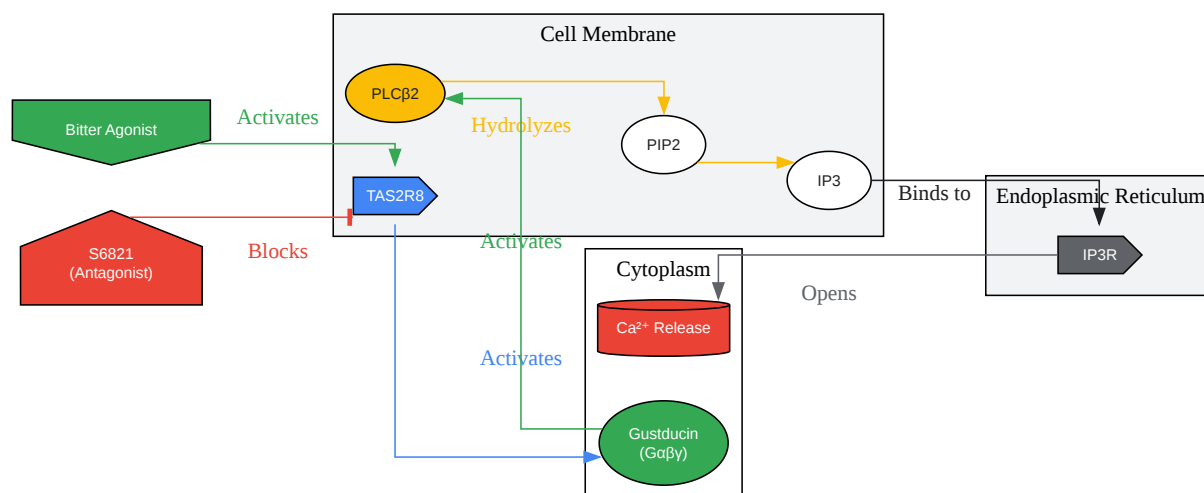 Cell Membrane
PLCβ2
Bitter Agonist
Activates
Hydrolyzes
PIP2
IP3
TAS2R8
Binds to
Endoplasmic Reticulum
S6821
(Antagonist)
Blocks
Activates
IP3R
Cytoplasm
Opens
Ca²⁺ Release
Activates
Gustducin
(Gαβγ)